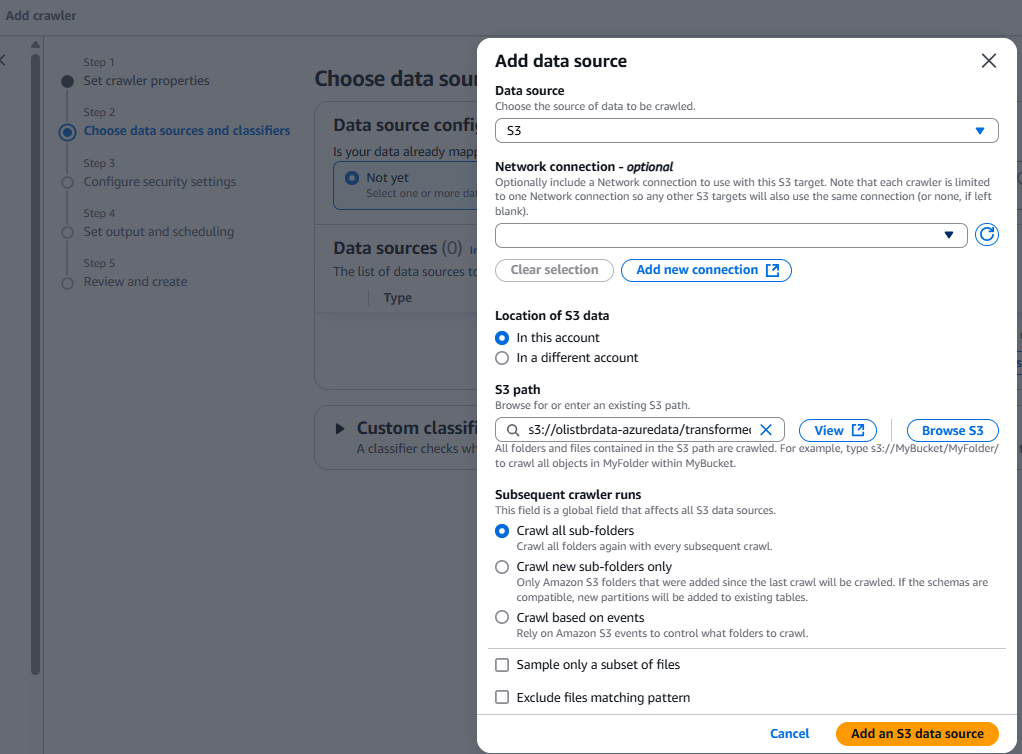 Add crawler
Step 1
Set crawler properties
Step 2
Choose data sources and classifiers
Step 3
Configure security settings
Step 4
Set output and scheduling
Step 5
Review and create
Choose data sour
Data source confi
Is your data already mapp
Not yet
Select one or more dat
Data sources (0)
The list of data sources to
Type
Custom classifi
A classifier checks wh
Add data source
Data source
Choose the source of data to be crawled.
S3
Network connection - optional
Optionally include a Network connection to use with this S3 target. Note that each crawler is limited
to one Network connection so any other S3 targets will also use the same connection (or none, if left
blank).
Clear selection
Add new connection
Location of S3 data
In this account
In a different account
S3 path
Browse for or enter an existing S3 path.
s3://olistbrdata-azuredata/transformed
View
Browse S3
All folders and files contained in the S3 path are crawled. For example, type s3://MyBucket/MyFolder/
to crawl all objects in MyFolder within MyBucket.
Subsequent crawler runs
This field is a global field that affects all S3 data sources.
Crawl all sub-folders
Crawl all folders again with every subsequent crawl.
Crawl new sub-folders only
Only Amazon S3 folders that were added since the last crawl will be crawled. If the schemas are
compatible, new partitions will be added to existing tables.
Crawl based on events
Rely on Amazon S3 events to control what folders to crawl.
Sample only a subset of files
Exclude files matching pattern
Cancel
Add an S3 data source